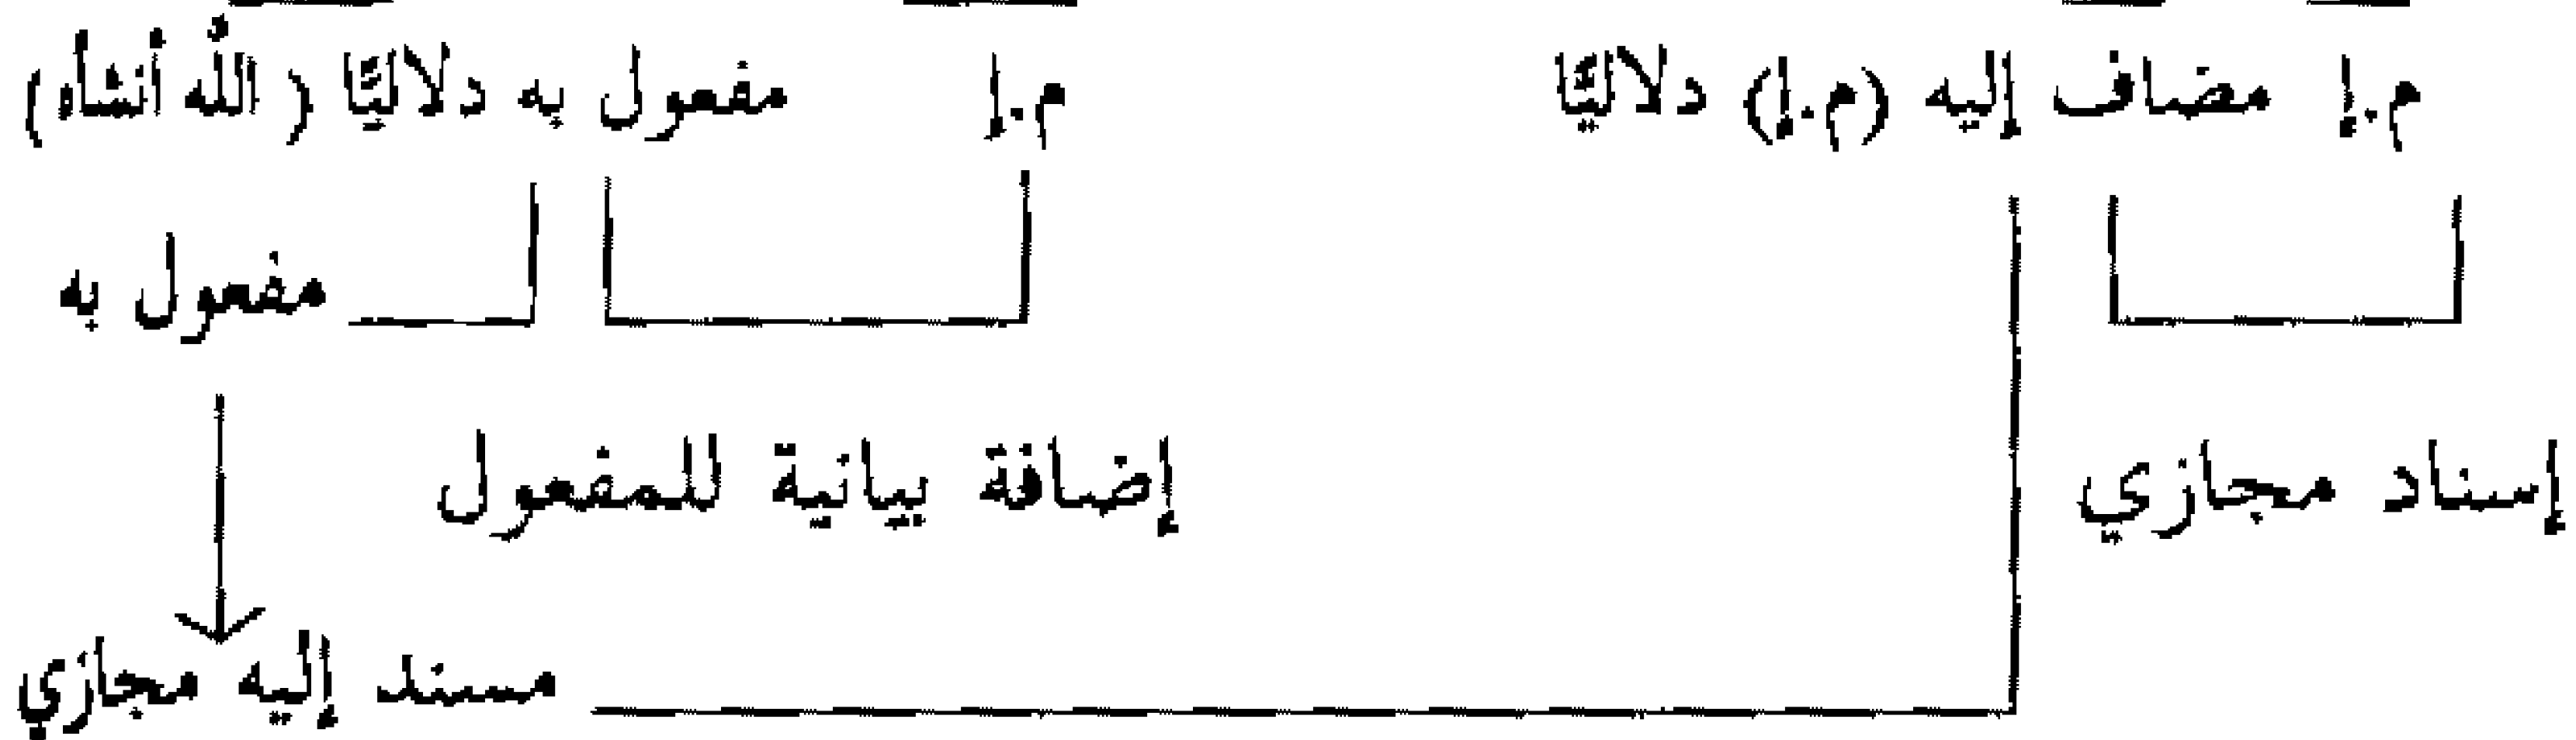 م.إ مضاف إليه (م.إ) دلاليًّا م.إ مفعول به دلاليًّا ( الله أنشأه)
مفعول به
إسناد مجازي إضافة بيانية للمفعول
مسند إليه مجازي